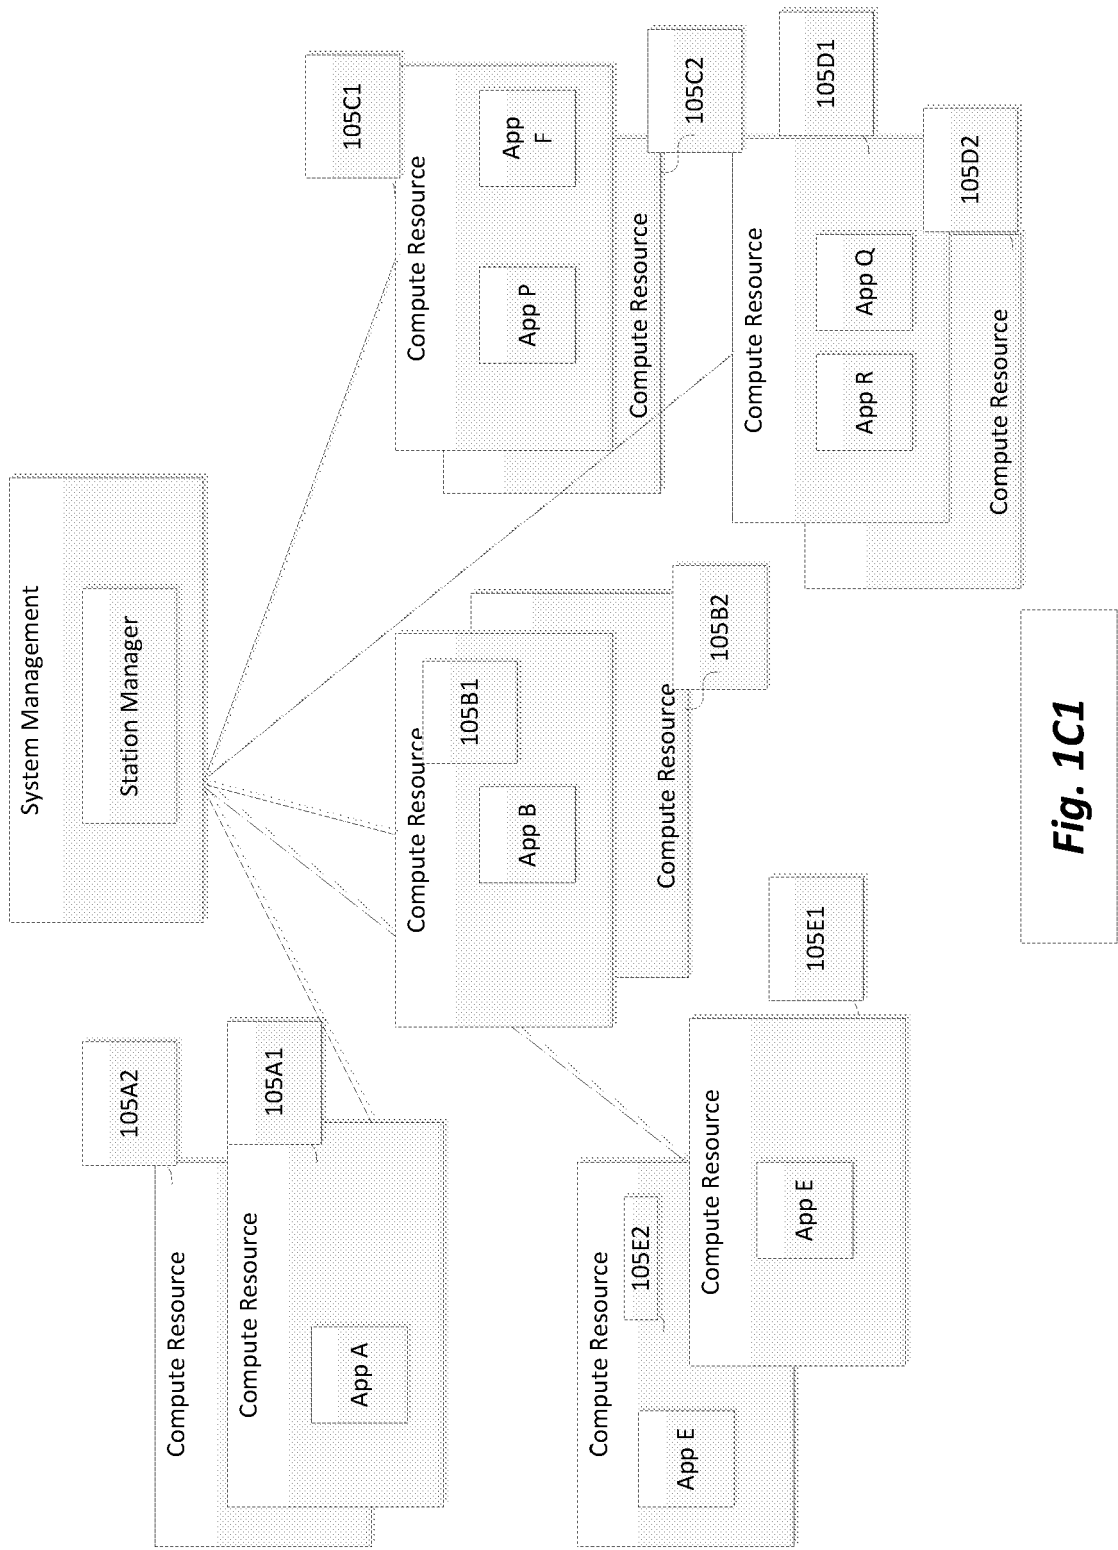 System Management
Station Manager
105A2
Compute Resource
105A1
Compute Resource
App A
105C1
Compute Resource
App P
App
F
105C2
Compute Resource
Compute Resource
105B1
App B
Compute Resource
105B2
105D1
Compute Resource
App R
App Q
105D2
Compute Resource
Compute Resource
105E2
App E
105E1
Compute Resource
App E
Fig. 1C1